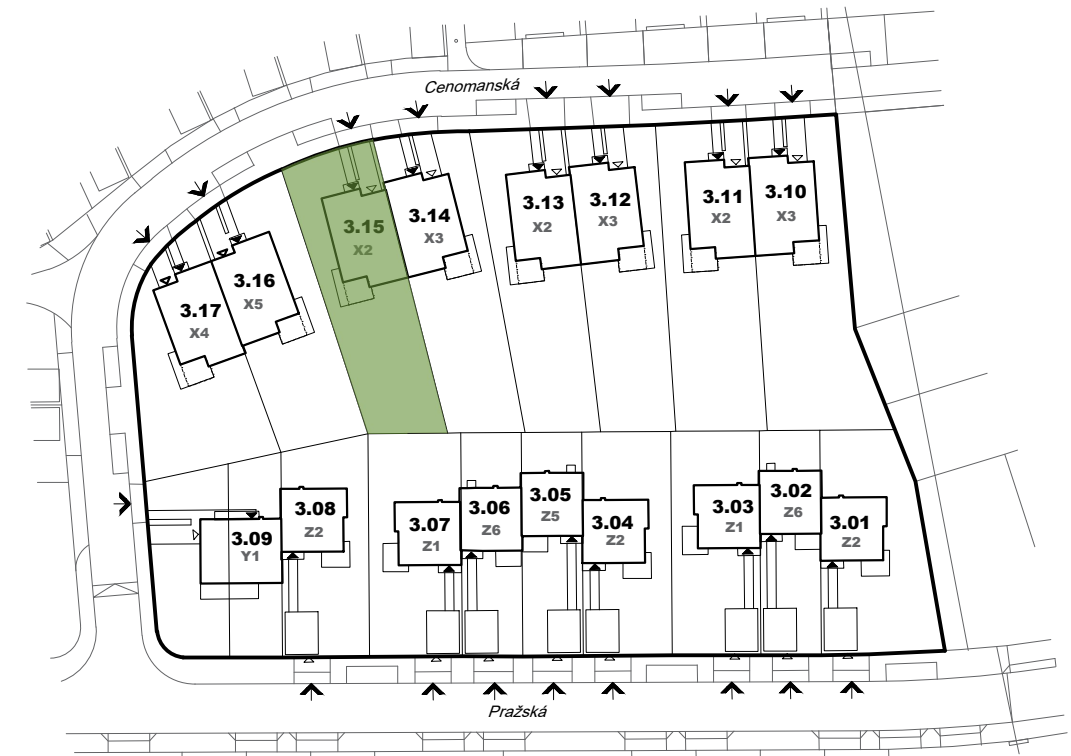 Cenomanská
3.17
X4
3.16
X5
3.15
X2
3.14
X3
3.13
X2
3.12
X3
3.11
X2
3.10
X3
3.09
Y1
3.08
Z2
3.07
Z1
3.06
Z6
3.05
Z5
3.04
Z2
3.03
Z1
3.02
Z6
3.01
Z2
Pražská